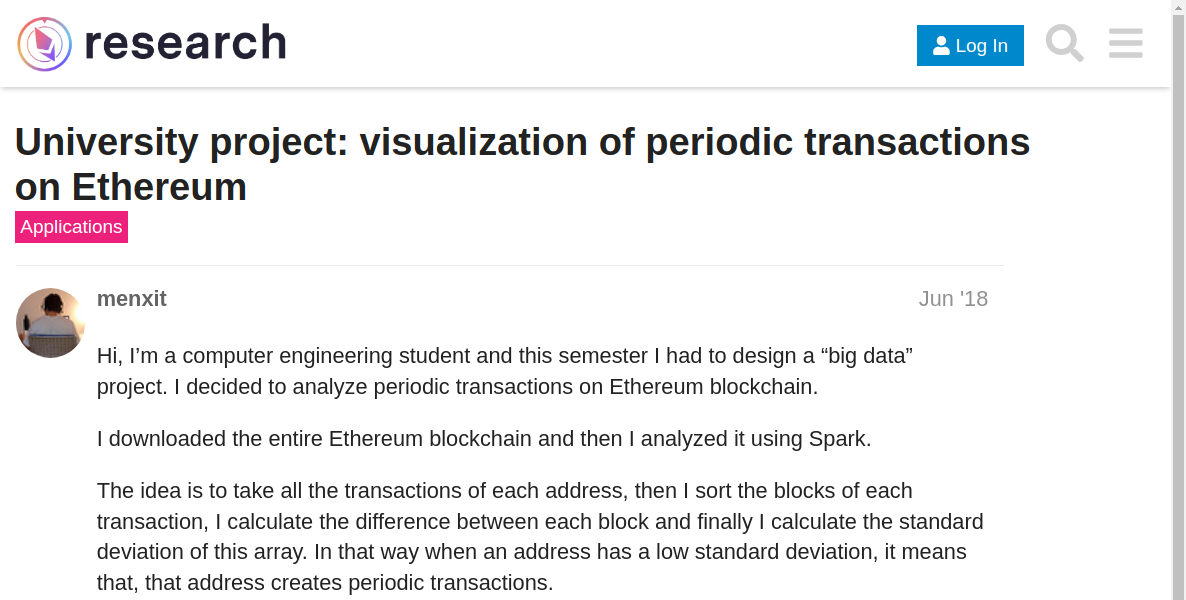 research
Log In
University project: visualization of periodic transactions
on Ethereum
Applications
menxit
Jun '18
Hi, I’m a computer engineering student and this semester I had to design a “big data”
project. I decided to analyze periodic transactions on Ethereum blockchain.
I downloaded the entire Ethereum blockchain and then I analyzed it using Spark.
The idea is to take all the transactions of each address, then I sort the blocks of each
transaction, I calculate the difference between each block and finally I calculate the standard
deviation of this array. In that way when an address has a low standard deviation, it means
that, that address creates periodic transactions.